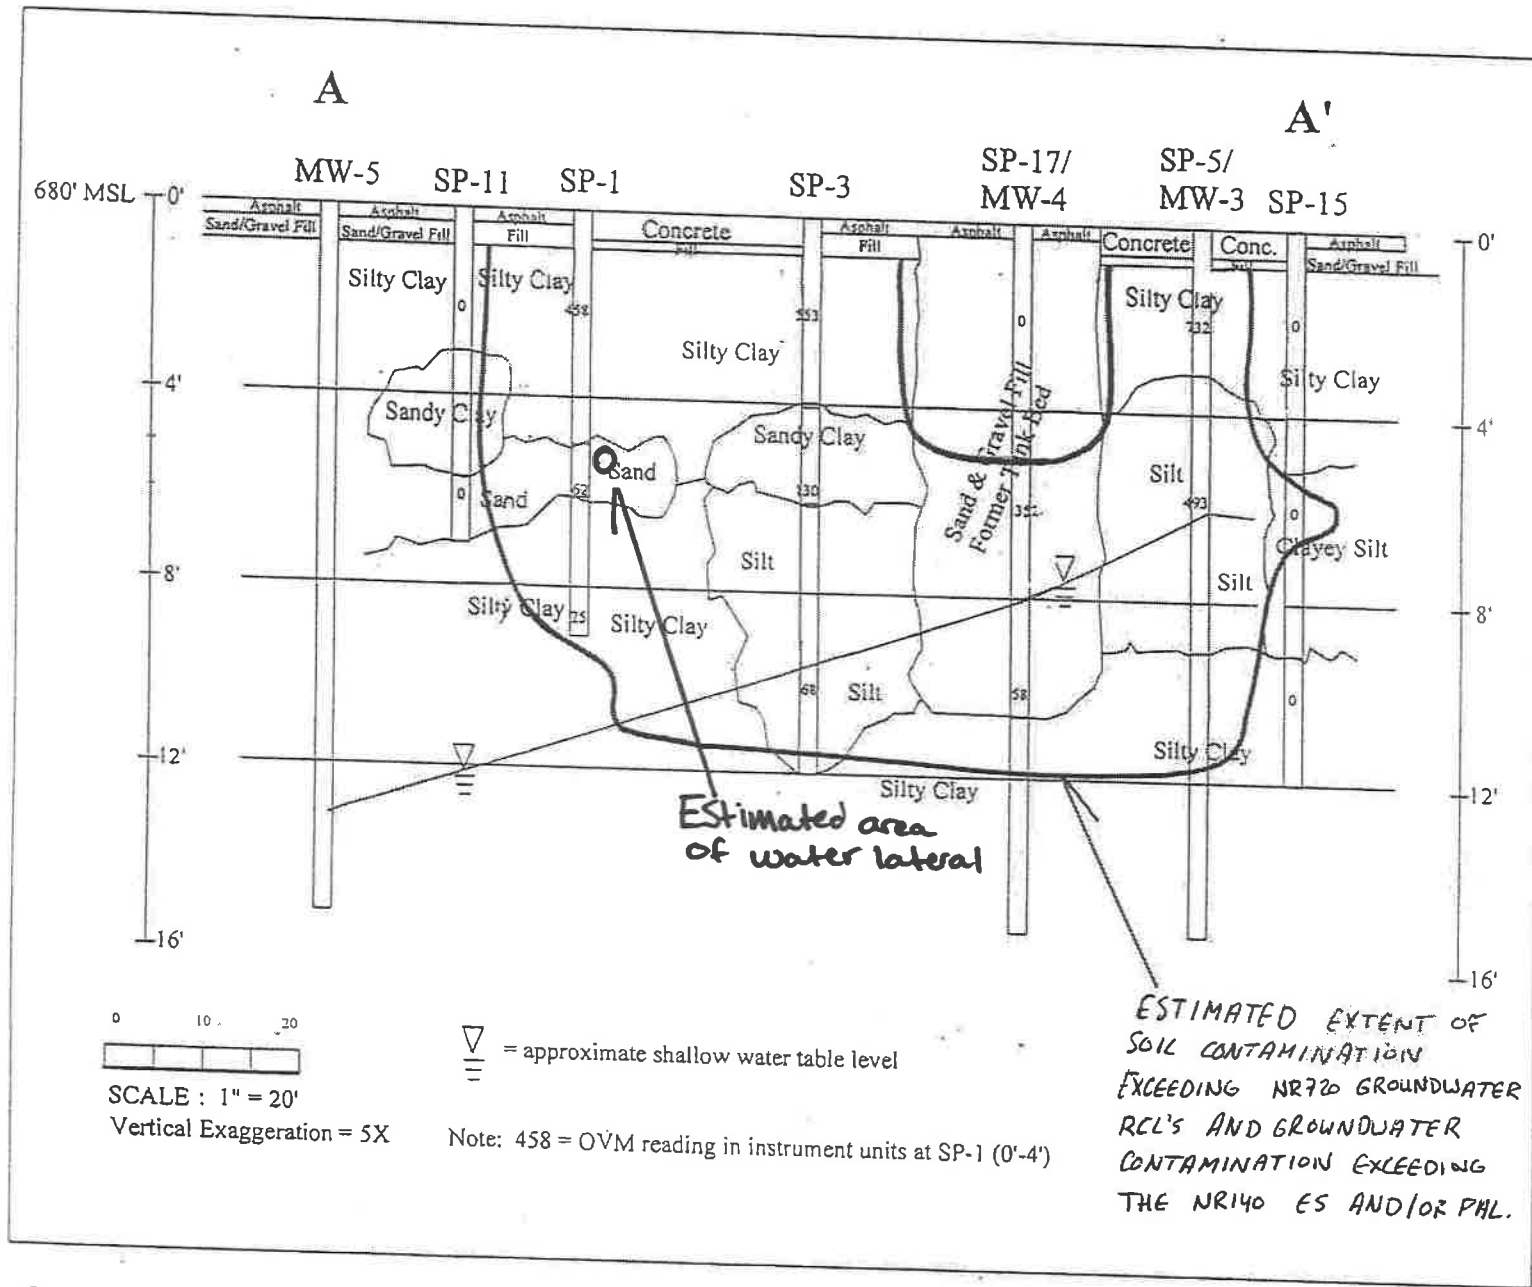 A
A'
MW-5
SP-11
SP-1
SP-3
SP-17/
MW-4
SP-5/
MW-3
SP-15
680' MSL
0'
0'
Asphalt
Asphalt
Asphalt
Concrete
Asphalt
Asphalt
Asphalt
Concrete
Conc.
Asphalt
Sand/Gravel Fill
Sand/Gravel Fill
Fill
Fill
Fill
Fill
Sand/Gravel Fill
Silty Clay
0
Silty Clay
458
553
0
Silty Clay
732
0
Silty Clay
Silty Clay
4'
4'
Sandy Clay
Sandy Clay
Sand & Gravel Fill
Former Tank Bed
Sand
Silt
0
Sand
62
130
352
493
0
Clayey Silt
Silt
Silt
8'
8'
Silty Clay
25
Silty Clay
68
Silt
58
0
Silty Clay
12'
12'
Silty Clay
Estimated area
of water lateral
16'
16'
0 10 20
SCALE : 1" = 20'
Vertical Exaggeration = 5X
= approximate shallow water table level
Note: 458 = OVM reading in instrument units at SP-1 (0'-4')
ESTIMATED EXTENT OF
SOIL CONTAMINATION
EXCEEDING NR720 GROUNDWATER
RCL'S AND GROUNDWATER
CONTAMINATION EXCEEDING
THE NR140 ES AND/OR PAL.